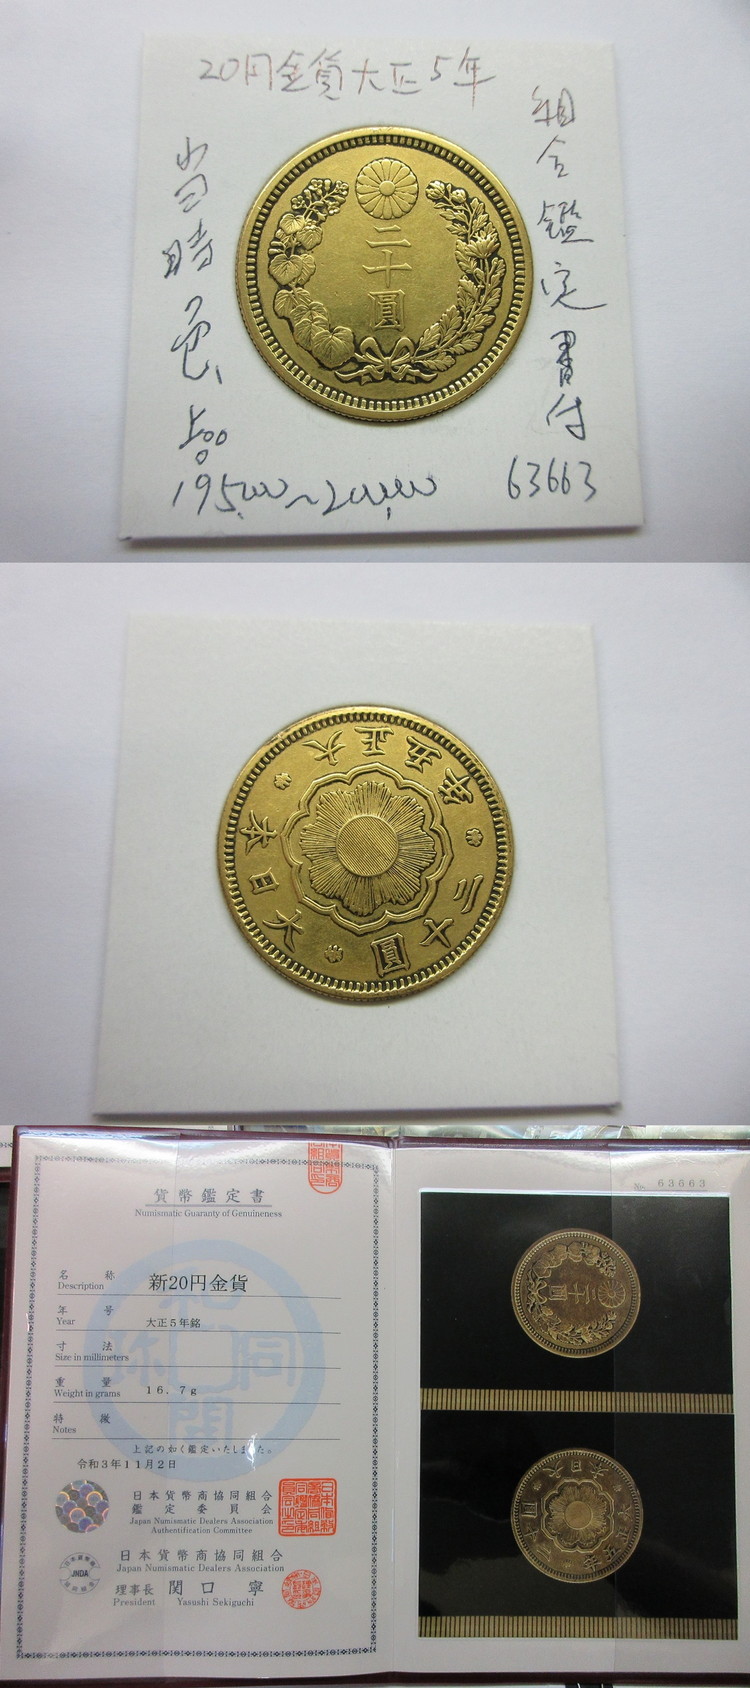 20円金貨大正5年
組合鑑定書付
63663
当時色、
195,000~200,000
二十圓
大正五年
二十圓
大日本
貨幣鑑定書
Numismatic Guaranty of Genuineness
名称
Description
新20円金貨
年号
Year
大正5年銘
寸法
Size in millimeters
重量
Weight in grams
16.7g
特徴
Notes
上記の如く鑑定いたしました。
令和3年11月2日
日本貨幣商協同組合
鑑定委員会
Japan Numismatic Dealers Association
Authentification Committee
JNDA
日本貨幣商協同組合
Japan Numismatic Dealers Association
理事長 関口寧
President Yasushi Sekiguchi
No. 63663
二十圓